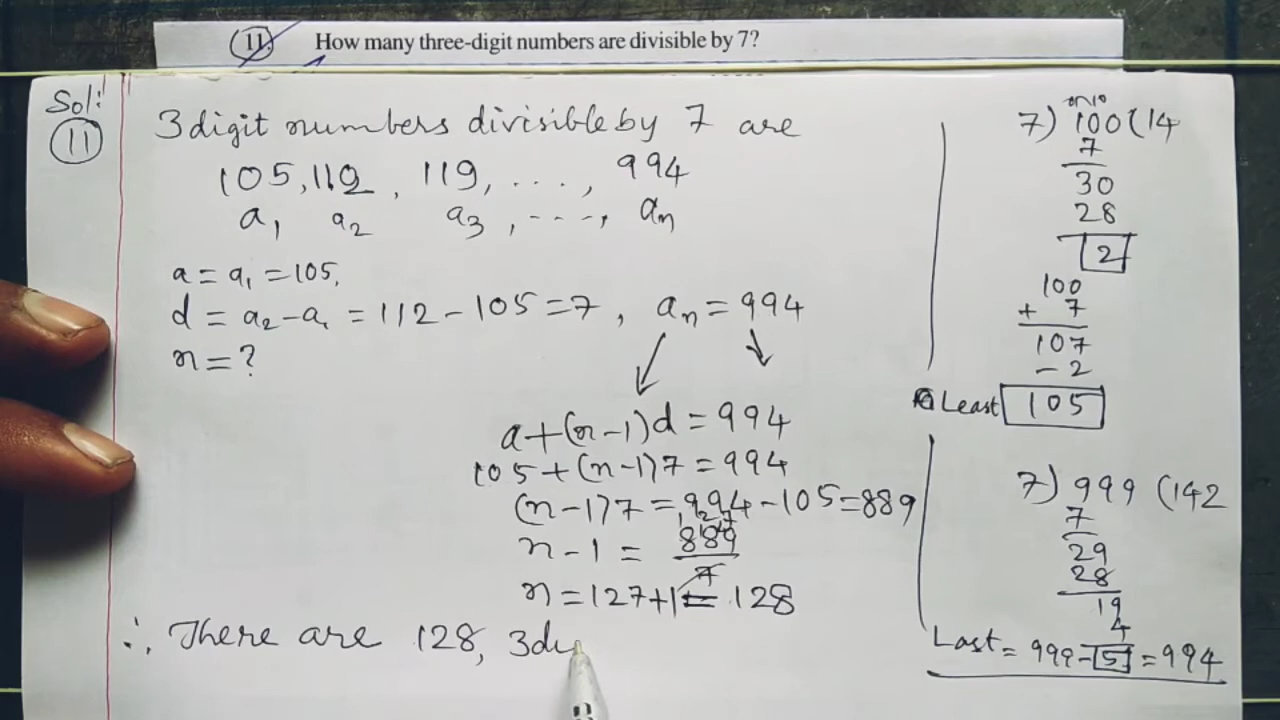 11. How many three-digit numbers are divisible by 7?
Sol:
11
3digit numbers divisible by 7 are
105, 112, 119, ...., 994
a1 a2 a3, ...., an
a = a1 = 105,
d = a2 - a1 = 112 - 105 = 7, an = 994
n = ?
a + (n-1)d = 994
105 + (n-1)7 = 994
(n-1)7 = 994 - 105 = 889
127
n - 1 = 889
7
n = 127 + 1 = 128
∴ There are 128, 3di
7) 100 (14
7
30
28
2
100
+ 7
107
- 2
Least 105
7) 999 (142
7
29
28
19
4
Last = 999 - 5 = 994